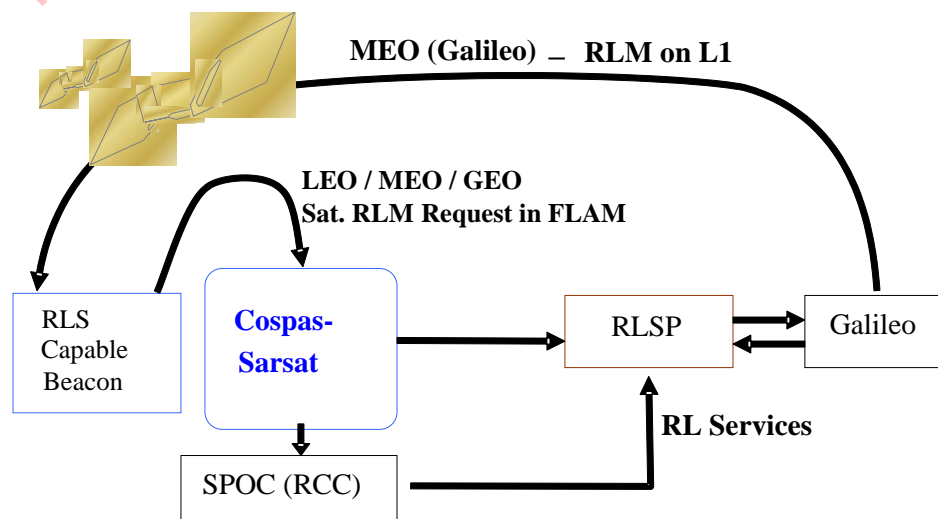 MEO (Galileo) – RLM on L1
LEO / MEO / GEO
Sat. RLM Request in FLAM
RLS
Capable
Beacon
Cospas-
Sarsat
RLSP
Galileo
RL Services
SPOC (RCC)